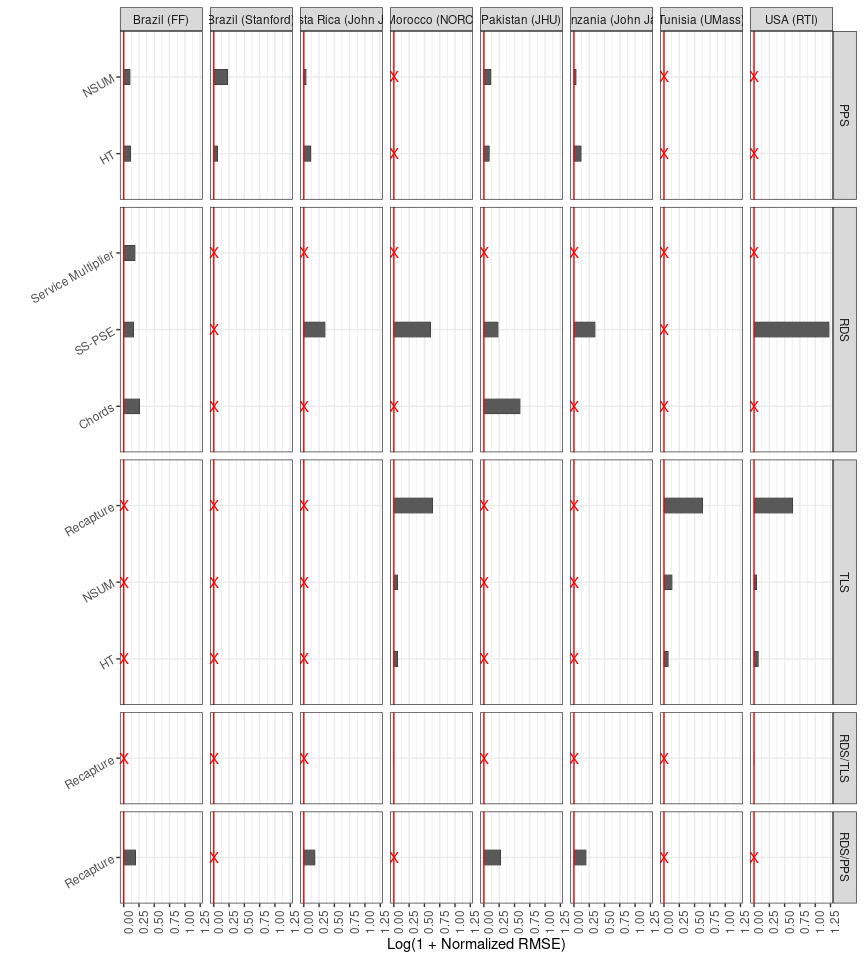 Brazil (FF)
Brazil (Stanford)
sta Rica (John J
Morocco (NORC
Pakistan (JHU)
nzania (John Ja
Tunisia (UMass)
USA (RTI)
NSUM
HT
PPS
Service Multiplier
SS-PSE
Chords
RDS
Recapture
NSUM
HT
TLS
Recapture
RDS/TLS
Recapture
RDS/PPS
0.00 0.25 0.50 0.75 1.00 1.25
0.00 0.25 0.50 0.75 1.00 1.25
0.00 0.25 0.50 0.75 1.00 1.25
0.00 0.25 0.50 0.75 1.00 1.25
0.00 0.25 0.50 0.75 1.00 1.25
0.00 0.25 0.50 0.75 1.00 1.25
0.00 0.25 0.50 0.75 1.00 1.25
0.00 0.25 0.50 0.75 1.00 1.25
Log(1 + Normalized RMSE)